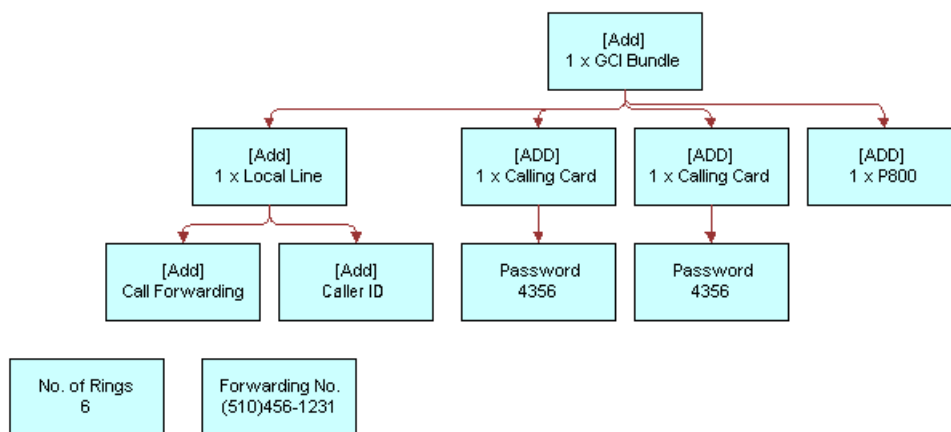 [Add]
1 x GCI Bundle
[Add]
1 x Local Line
[ADD]
1 x Calling Card
[ADD]
1 x Calling Card
[ADD]
1 x P800
[Add]
Call Forwarding
[Add]
Caller ID
Password
4356
Password
4356
No. of Rings
6
Forwarding No.
(510)456-1231